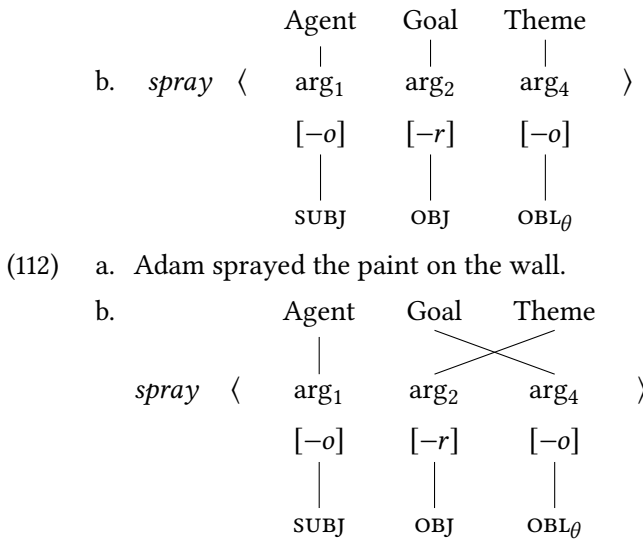 Agent Goal Theme
b. spray ⟨ arg₁ arg₂ arg₄ ⟩
[−o] [−r] [−o]
SUBJ OBJ OBLθ
(112) a. Adam sprayed the paint on the wall.
b. Agent Goal Theme
spray ⟨ arg₁ arg₂ arg₄ ⟩
[−o] [−r] [−o]
SUBJ OBJ OBLθ